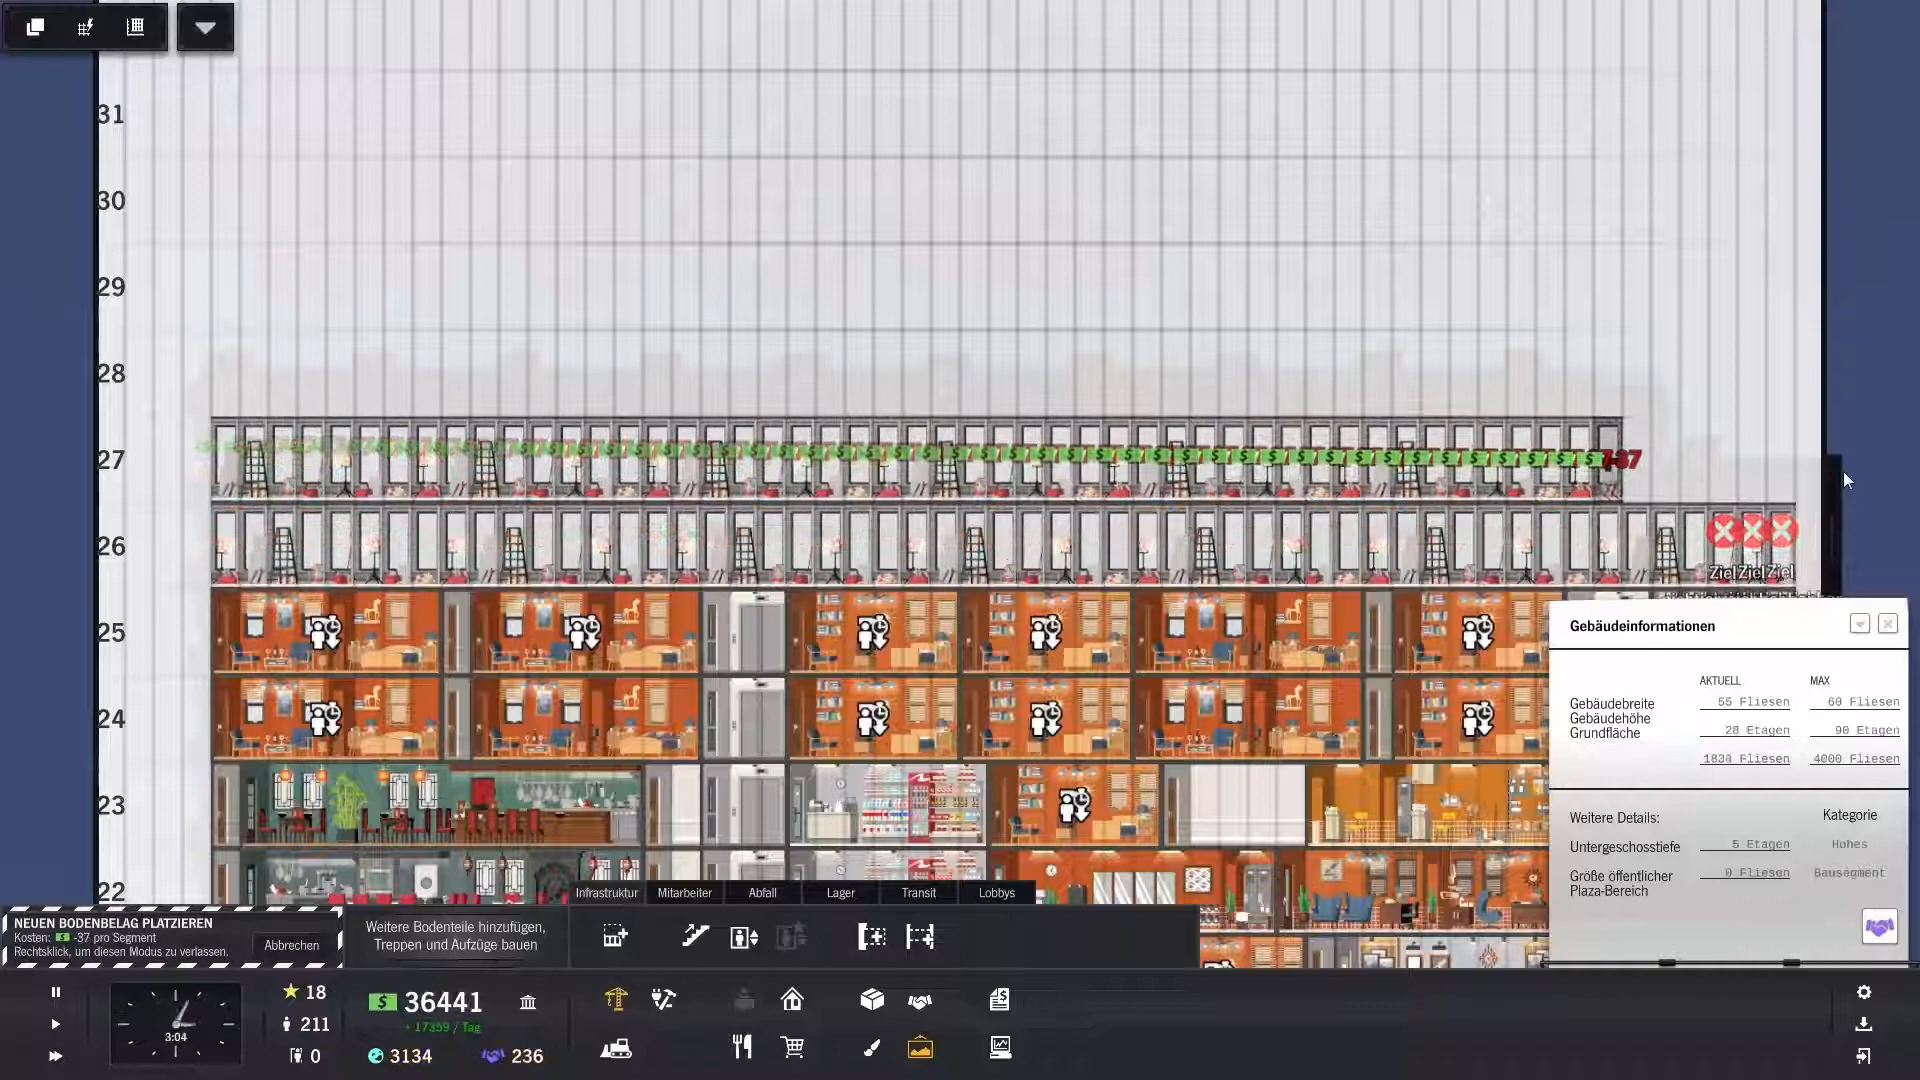 31
30
29
28
27
26
25
24
23
22
-37
ZielZielZiel
Gebäudeinformationen
AKTUELL MAX
Gebäudebreite 55 Fliesen 60 Fliesen
Gebäudehöhe 28 Etagen 90 Etagen
Grundfläche 1834 Fliesen 4000 Fliesen
Weitere Details: Kategorie
Untergeschosstiefe 5 Etagen Hohes
Größe öffentlicher 0 Fliesen Bausegment
Plaza-Bereich
Infrastruktur Mitarbeiter Abfall Lager Transit Lobbys
NEUEN BODENBELAG PLATZIEREN
Kosten: $ -37 pro Segment
Rechtsklick, um diesen Modus zu verlassen.
Abbrechen
Weitere Bodenteile hinzufügen,
Treppen und Aufzüge bauen
3:04
18
211
0
$ 36441
+ 17359 / Tag
3134 236